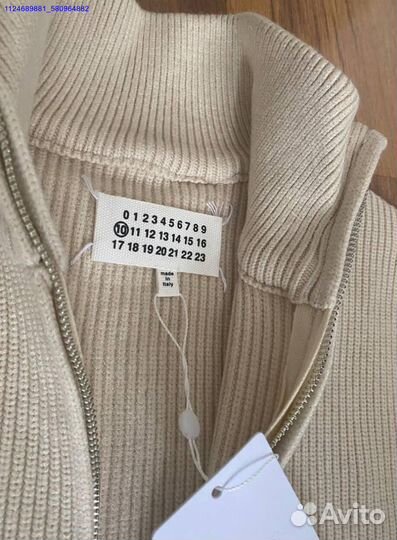 1124689881_580964882
0 1 2 3 4 5 6 7 8 9
10 11 12 13 14 15 16
17 18 19 20 21 22 23
made
in
Italy
Avito